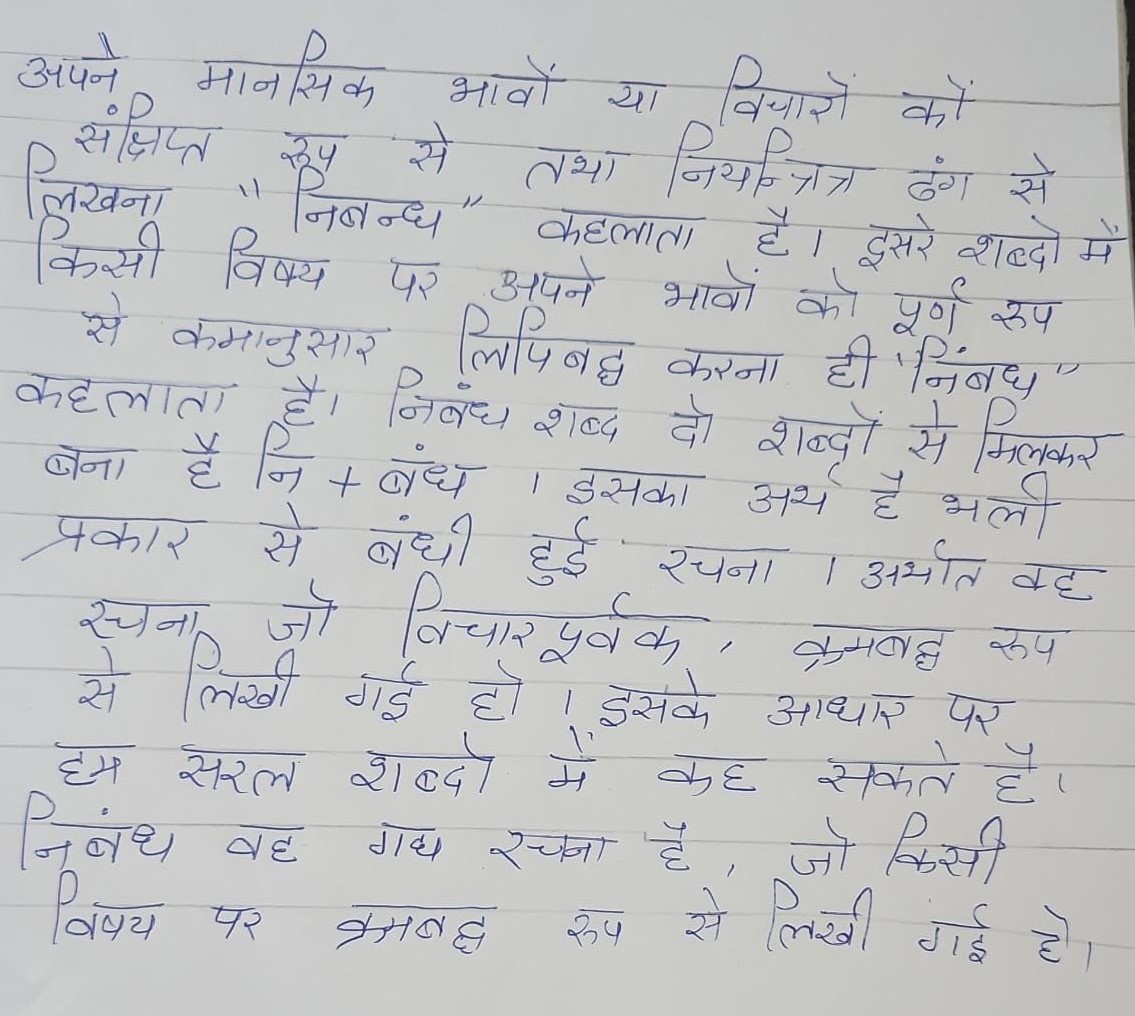 अपने मानसिक भावों या विचारों कों
संक्षिप्त रूप से तथा नियन्त्रित ढंग से
लिखना "निबन्ध" कहलाता है। दुसरे शब्दो में
किसी विषय पर अपने भावों को पूर्ण रूप
से कमानुसार लिपिबद्ध करना ही "निंबध"
कहलाता है। निबंध शब्द दो शब्दों से मिलकर
बना है नि + बंध । इसका अर्थ है भली
प्रकार से बंधी हुई रचना । अर्थात वह
रचना जो विचारपूर्वक, क्रमबद्ध रूप
से लिखी गई हो । इसके आधार पर
हम सरल शब्दो में कह सकते है।
निबंध वह गद्य रचना है, जो किसी
विषय पर क्रमबद्ध रूप से लिखी गई हो।